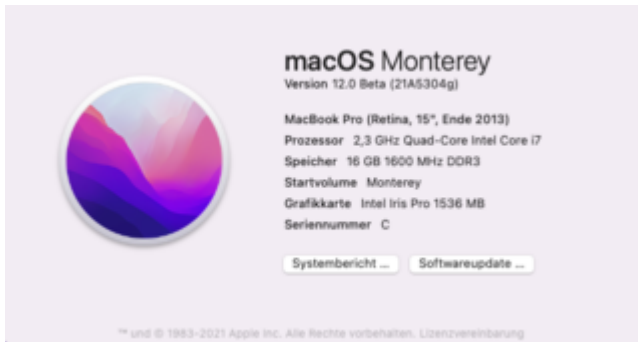 macOS Monterey
Version 12.0 Beta (21A5304g)
MacBook Pro (Retina, 15", Ende 2013)
Prozessor 2,3 GHz Quad-Core Intel Core i7
Speicher 16 GB 1600 MHz DDR3
Startvolume Monterey
Grafikkarte Intel Iris Pro 1536 MB
Seriennummer C
Systembericht ... Softwareupdate ...
™ und © 1983-2021 Apple Inc. Alle Rechte vorbehalten. Lizenzvereinbarung